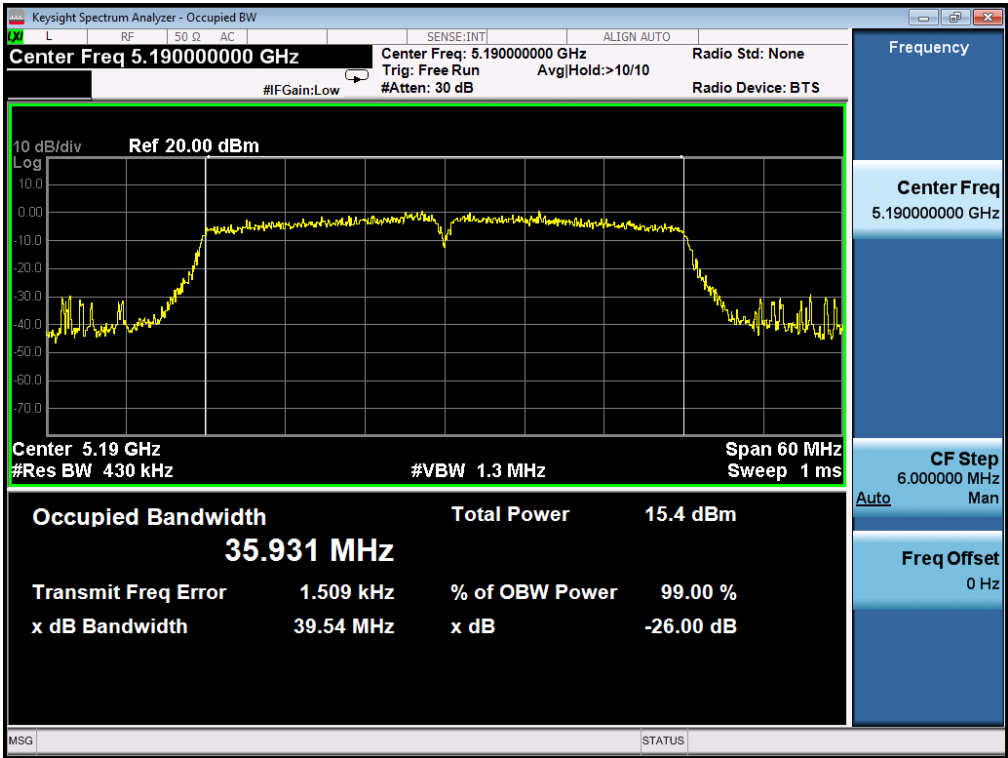 Keysight Spectrum Analyzer - Occupied BW
LXI L RF 50 Ω AC SENSE:INT ALIGN AUTO
Center Freq 5.190000000 GHz
Center Freq: 5.190000000 GHz Radio Std: None
Trig: Free Run Avg|Hold:>10/10
#IFGain:Low #Atten: 30 dB Radio Device: BTS
10 dB/div Ref 20.00 dBm
Log
10.0
0.00
-10.0
-20.0
-30.0
-40.0
-50.0
-60.0
-70.0
Center 5.19 GHz Span 60 MHz
#Res BW 430 kHz #VBW 1.3 MHz Sweep 1 ms
Occupied Bandwidth Total Power 15.4 dBm
35.931 MHz
Transmit Freq Error 1.509 kHz % of OBW Power 99.00 %
x dB Bandwidth 39.54 MHz x dB -26.00 dB
Frequency
Center Freq
5.190000000 GHz
CF Step
6.000000 MHz
Auto Man
Freq Offset
0 Hz
MSG STATUS